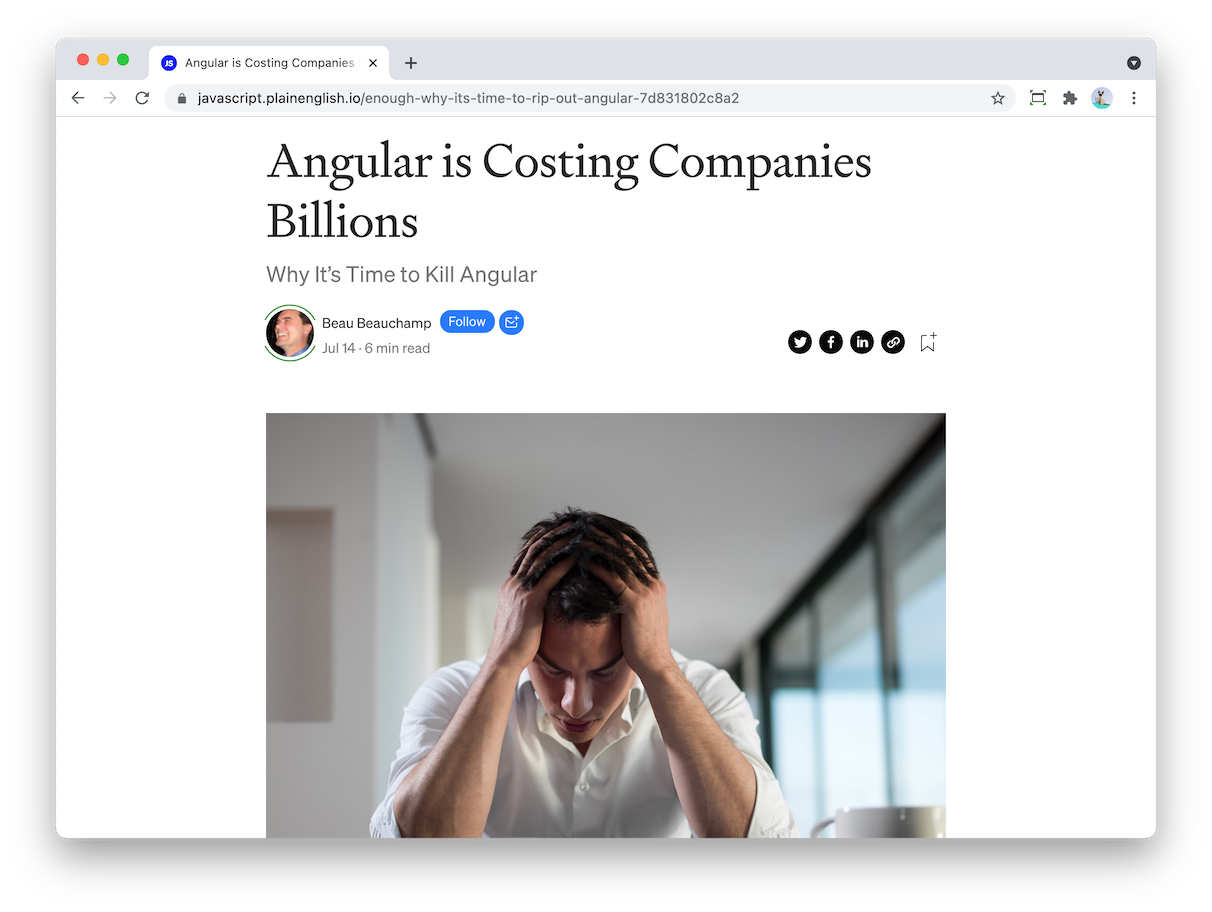 JS Angular is Costing Companies
javascript.plainenglish.io/enough-why-its-time-to-rip-out-angular-7d831802c8a2
Angular is Costing Companies
Billions
Why It’s Time to Kill Angular
Beau Beauchamp Follow
Jul 14 · 6 min read
f in